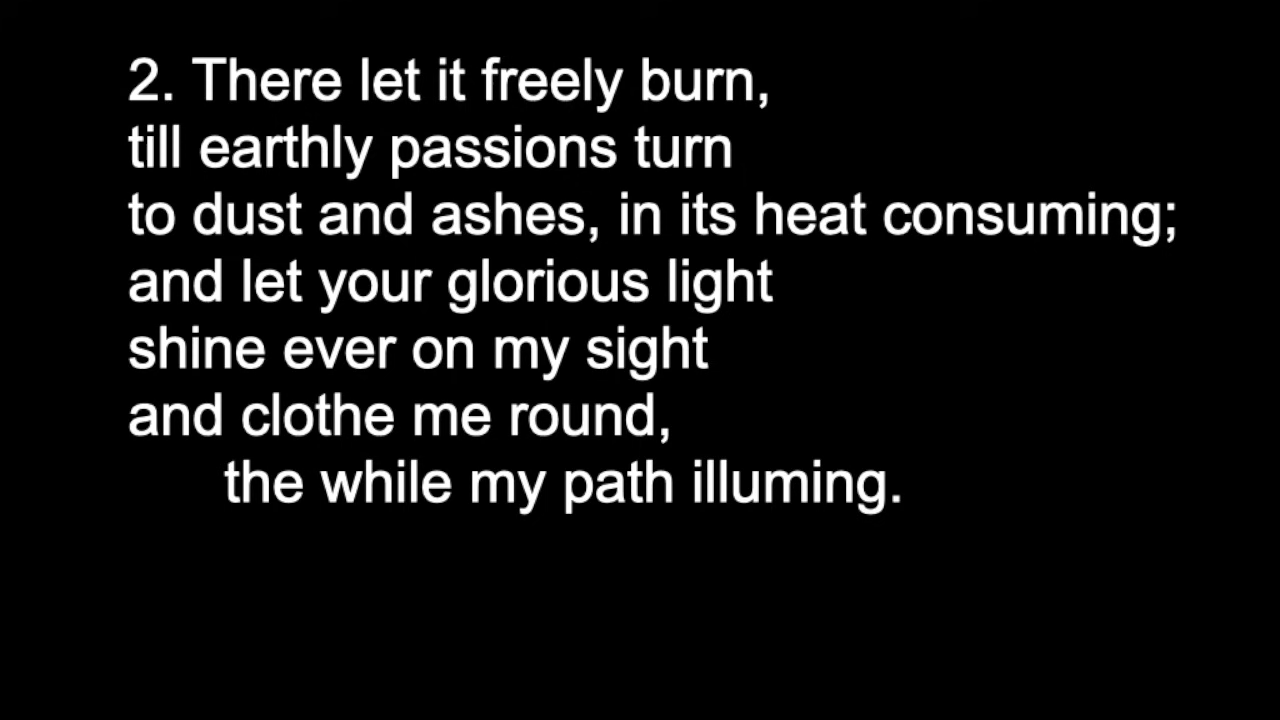 2. There let it freely burn,
till earthly passions turn
to dust and ashes, in its heat consuming;
and let your glorious light
shine ever on my sight
and clothe me round,
the while my path illuming.